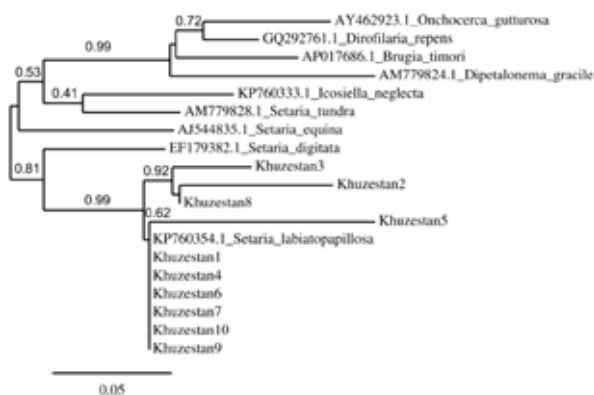 0.72
AY462923.1_Onchocerca_gutturosa
GQ292761.1_Dirofilaria_repens
0.99
AP017686.1_Brugia_timori
0.53
AM779824.1_Dipetalonema_gracile
0.41
KP760333.1_Icosiella_neglecta
AM779828.1_Setaria_tundra
AJ544835.1_Setaria_equina
EF179382.1_Setaria_digitata
0.81
0.92
Khuzestan3
Khuzestan2
0.99
Khuzestan8
0.62
Khuzestan5
KP760354.1_Setaria_labiatopapillosa
Khuzestan1
Khuzestan4
Khuzestan6
Khuzestan7
Khuzestan10
Khuzestan9
0.05